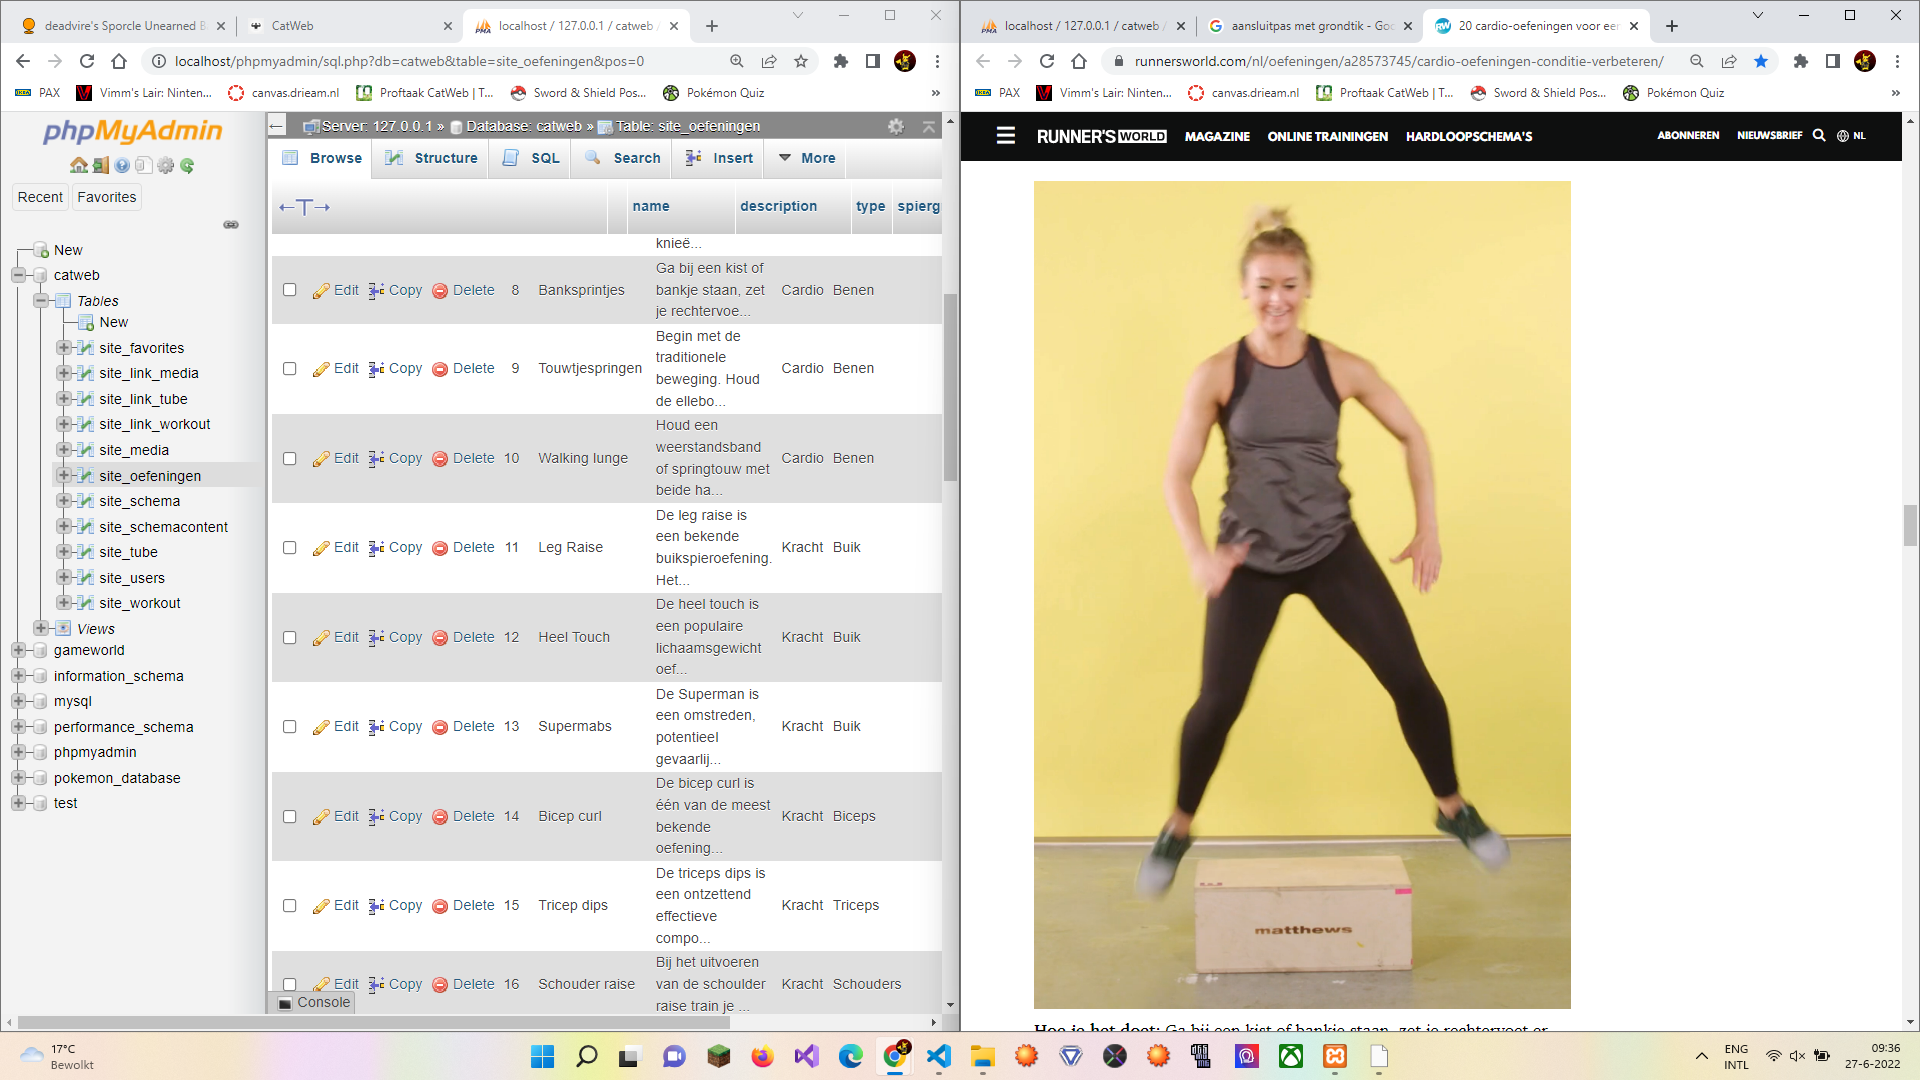 deadvire's Sporcle Unearned B
CatWeb
localhost / 127.0.0.1 / catweb /
localhost/phpmyadmin/sql.php?db=catweb&table=site_oefeningen&pos=0
PAX
Vimm's Lair: Ninten...
canvas.driean.nl
Proftaak CatWeb | T...
Sword & Shield Pos...
Pokémon Quiz
»
phpMyAdmin
Recent
Favorites
New
catweb
Tables
New
site_favorites
site_link_media
site_link_tube
site_link_workout
site_media
site_oefeningen
site_schema
site_schemacontent
site_tube
site_users
site_workout
Views
gameworld
information_schema
mysql
performance_schema
phpmyadmin
pokemon_database
test
Server: 127.0.0.1 » Database: catweb » Table: site_oefeningen
Browse
Structure
SQL
Search
Insert
More
name
description
type
spierg
knieë...
Edit Copy Delete 8 Banksprintjes
Ga bij een kist of
bankje staan, zet
je rechtervoe...
Cardio Benen
Edit Copy Delete 9 Touwtjespringen
Begin met de
traditionele
beweging. Houd
de ellebo...
Cardio Benen
Edit Copy Delete 10 Walking lunge
Houd een
weerstandsband
of springtouw met
beide ha...
Cardio Benen
Edit Copy Delete 11 Leg Raise
De leg raise is
een bekende
buikspieroefening.
Het...
Kracht Buik
Edit Copy Delete 12 Heel Touch
De heel touch is
een populaire
lichaamsgewicht
oef...
Kracht Buik
Edit Copy Delete 13 Supermabs
De Superman is
een omstreden,
potentieel
gevaarlij...
Kracht Buik
Edit Copy Delete 14 Bicep curl
De bicep curl is
één van de meest
bekende
oefening...
Kracht Biceps
Edit Copy Delete 15 Tricep dips
De triceps dips is
een ontzettend
effectieve
compo...
Kracht Triceps
Edit Copy Delete 16 Schouder raise
Bij het uitvoeren
van de schoulder
raise train je ...
Kracht Schouders
Console
localhost / 127.0.0.1 / catweb /
aansluitpas met grondtik - Goo
20 cardio-oefeningen voor een
runnersworld.com/nl/oefeningen/a28573745/cardio-oefeningen-conditie-verbeteren/
PAX
Vimm's Lair: Ninten...
canvas.driean.nl
Proftaak CatWeb | T...
Sword & Shield Pos...
Pokémon Quiz
»
RUNNER'S WORLD
MAGAZINE
ONLINE TRAININGEN
HARDLOOPSCHEMA'S
ABONNEREN
NIEUWSBRIEF
NL
matthews
Hoe je het doet: Ga bij een kist of bankje staan, zet je rechtervoet er
17°C
Bewolkt
ENG
INTL
09:36
27-6-2022